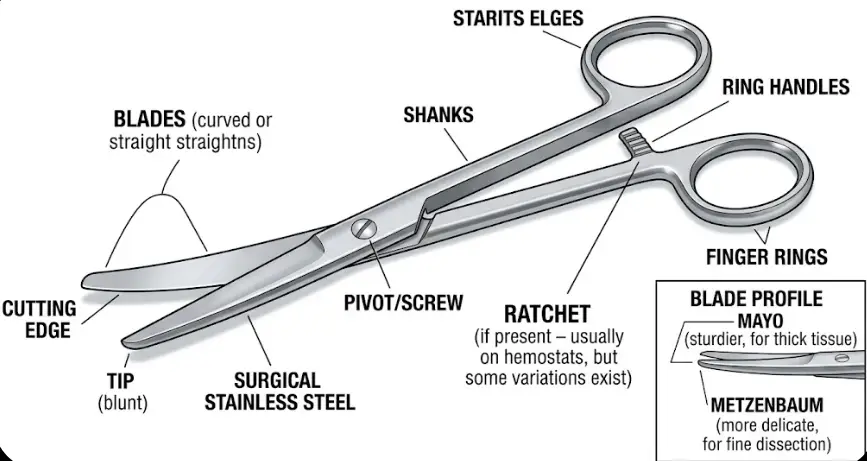 STARITS ELGES
RING HANDLES
BLADES (curved or
straight straightns)
SHANKS
CUTTING
EDGE
TIP
(blunt)
SURGICAL
STAINLESS STEEL
PIVOT/SCREW
RATCHET
(if present – usually
on hemostats, but
some variations exist)
FINGER RINGS
BLADE PROFILE
MAYO
(sturdier, for thick tissue)
METZENBAUM
(more delicate,
for fine dissection)